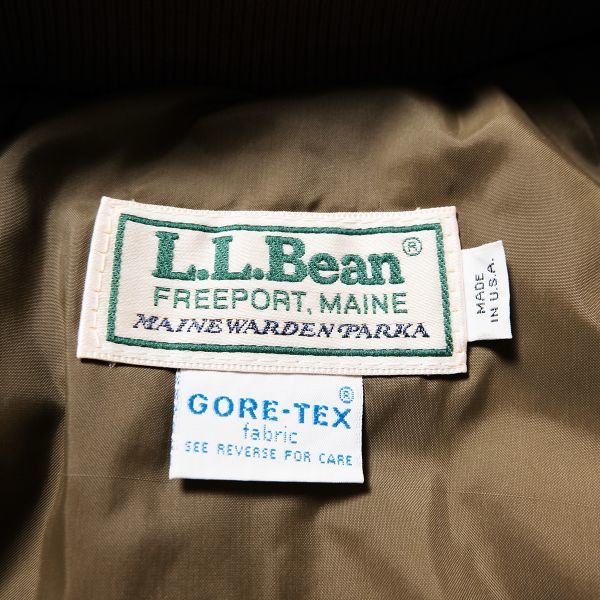 L.L.Bean®
FREEPORT, MAINE
MAINE WARDEN PARKA
MADE
IN U.S.A.
GORE-TEX®
fabric
SEE REVERSE FOR CARE